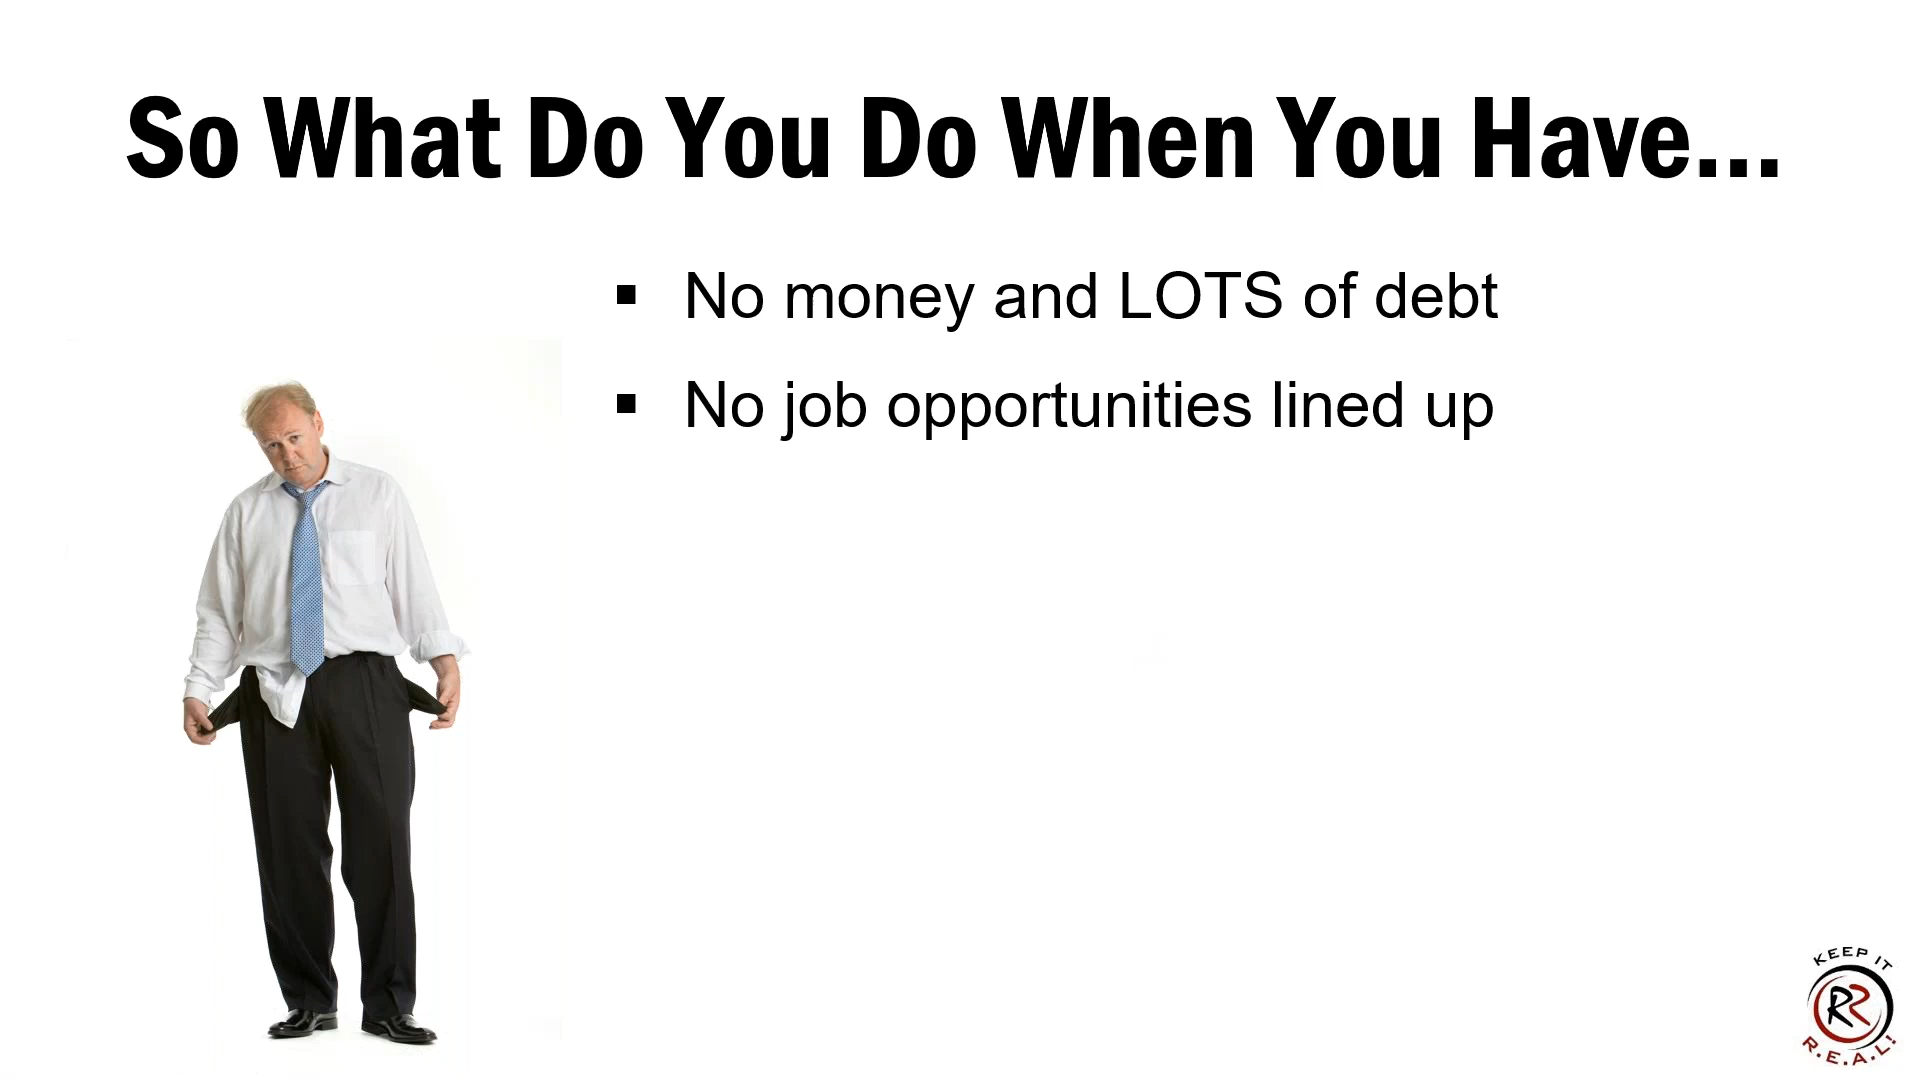 So What Do You Do When You Have...
▪ No money and LOTS of debt
▪ No job opportunities lined up
KEEP IT
RR
R.E.A.L!